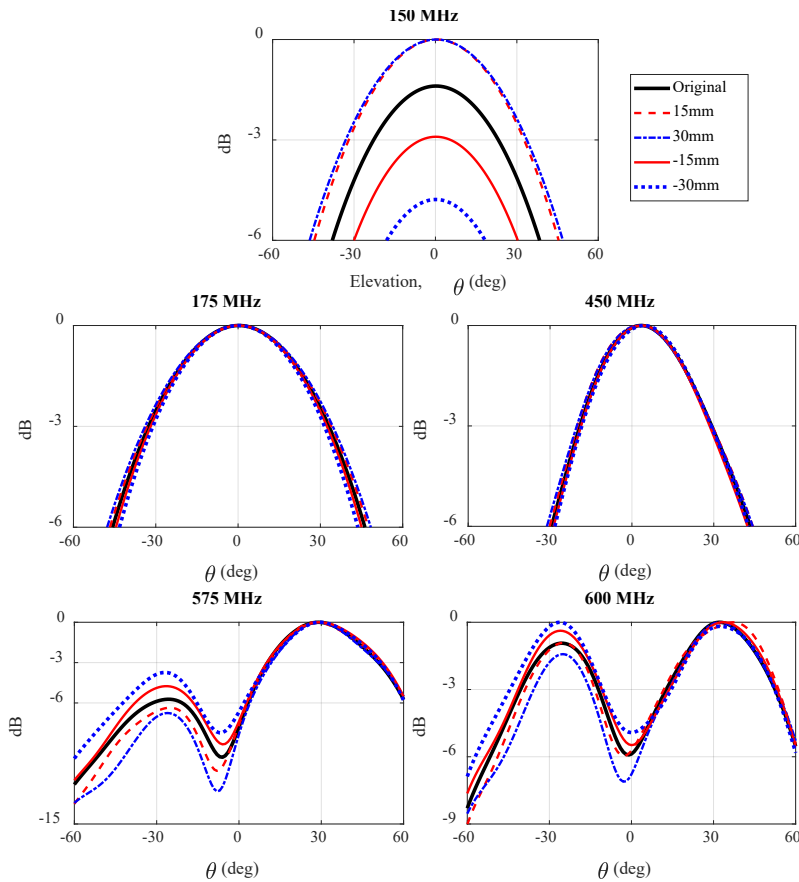 150 MHz
0
-3
-6
dB
-60 -30 0 30 60
Elevation, θ (deg)
Original
15mm
30mm
-15mm
-30mm
175 MHz
0
-3
-6
dB
-60 -30 0 30 60
θ (deg)
450 MHz
0
-3
-6
dB
-60 -30 0 30 60
θ (deg)
575 MHz
0
-3
-6
-15
dB
-60 -30 0 30 60
θ (deg)
600 MHz
0
-3
-6
-9
dB
-60 -30 0 30 60
θ (deg)